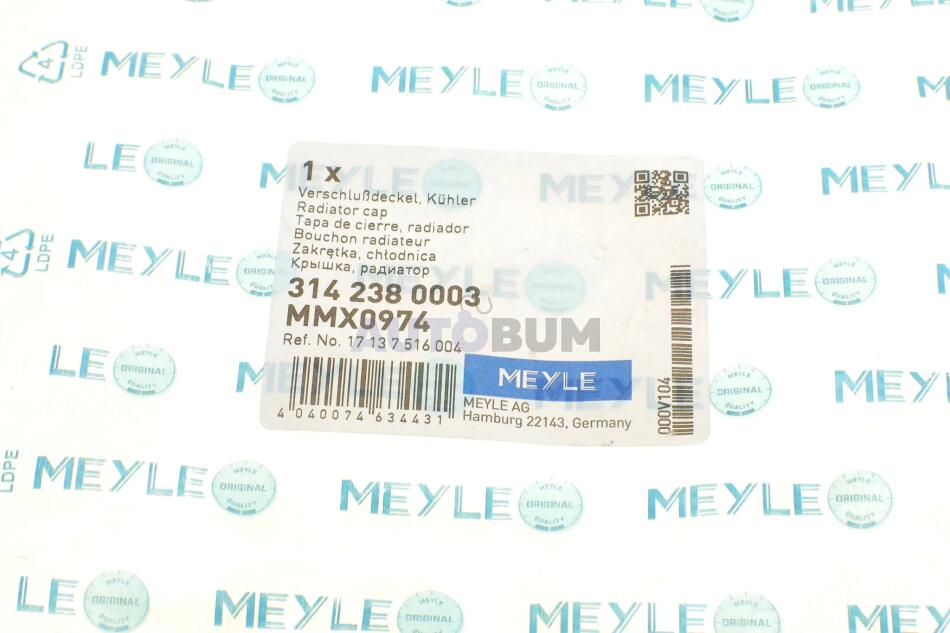 MEYLE ORIGINAL QUALITY
LDPE
1 x
Verschlußdeckel, Kühler
Radiator cap
Tapa de cierre, radiador
Bouchon radiateur
Zakrętka, chłodnica
Крышка, радиатор
314 238 0003
MMX0974
AUTOBUM
Ref. No. 17 13 7 516 004
4 040074 634431
MEYLE
MEYLE AG
Hamburg 22143, Germany
000V104